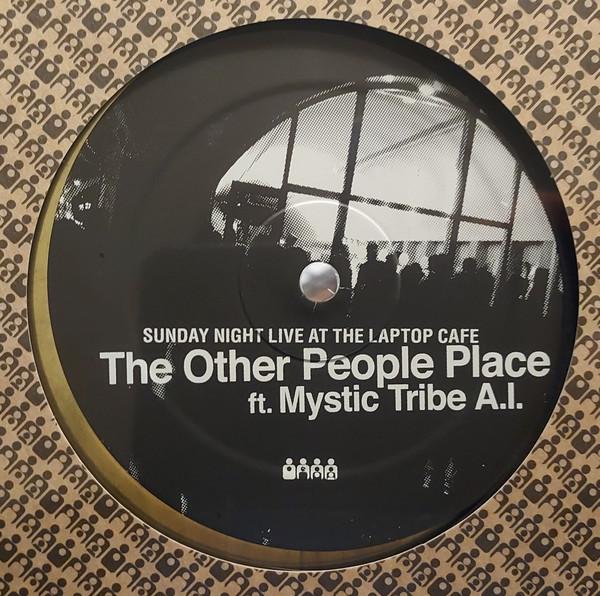 SUNDAY NIGHT LIVE AT THE LAPTOP CAFE
The Other People Place
ft. Mystic Tribe A.I.